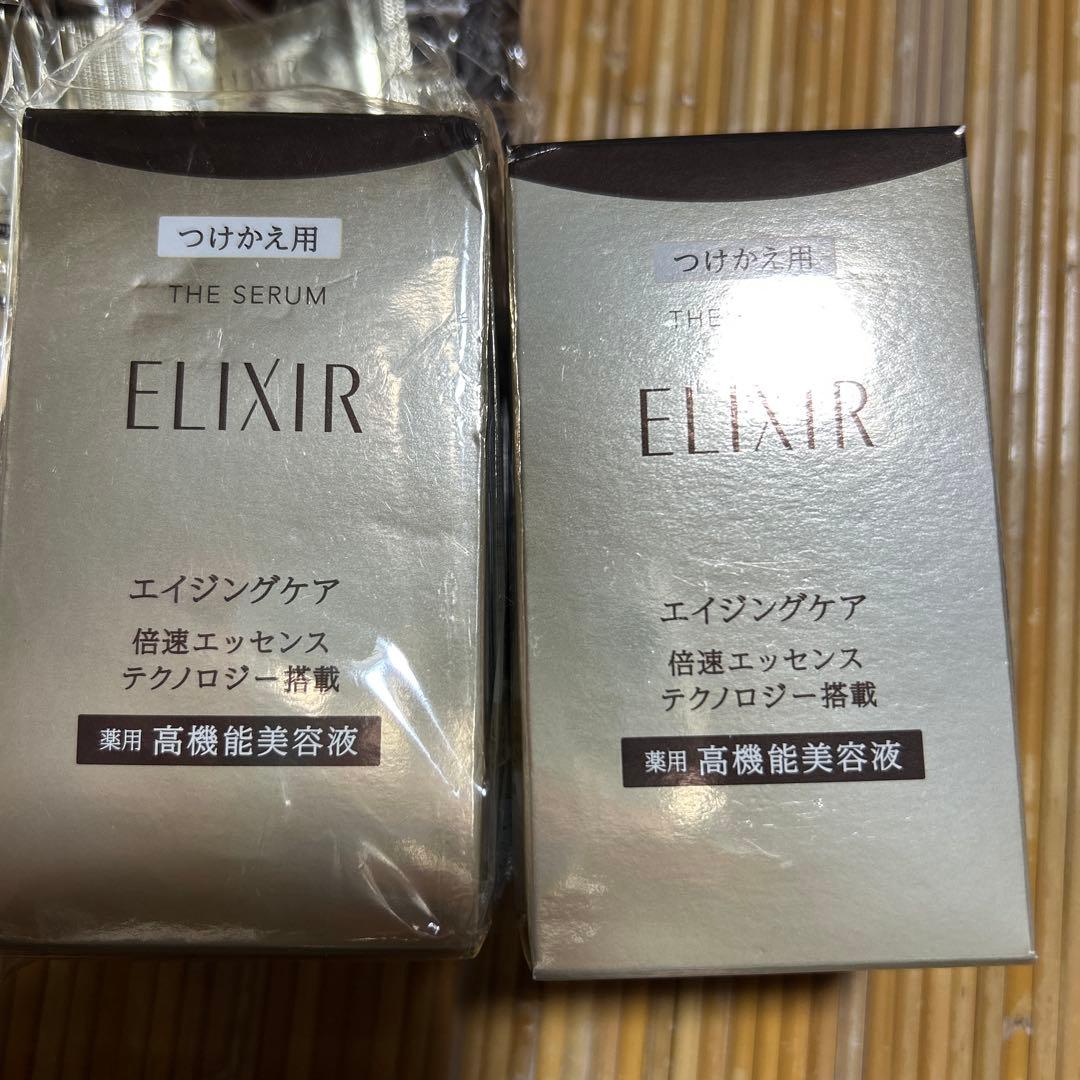 つけかえ用
THE SERUM
ELIXIR
エイジングケア
倍速エッセンス
テクノロジー搭載
薬用 高機能美容液
つけかえ用
THE
ELIXIR
エイジングケア
倍速エッセンス
テクノロジー搭載
薬用 高機能美容液